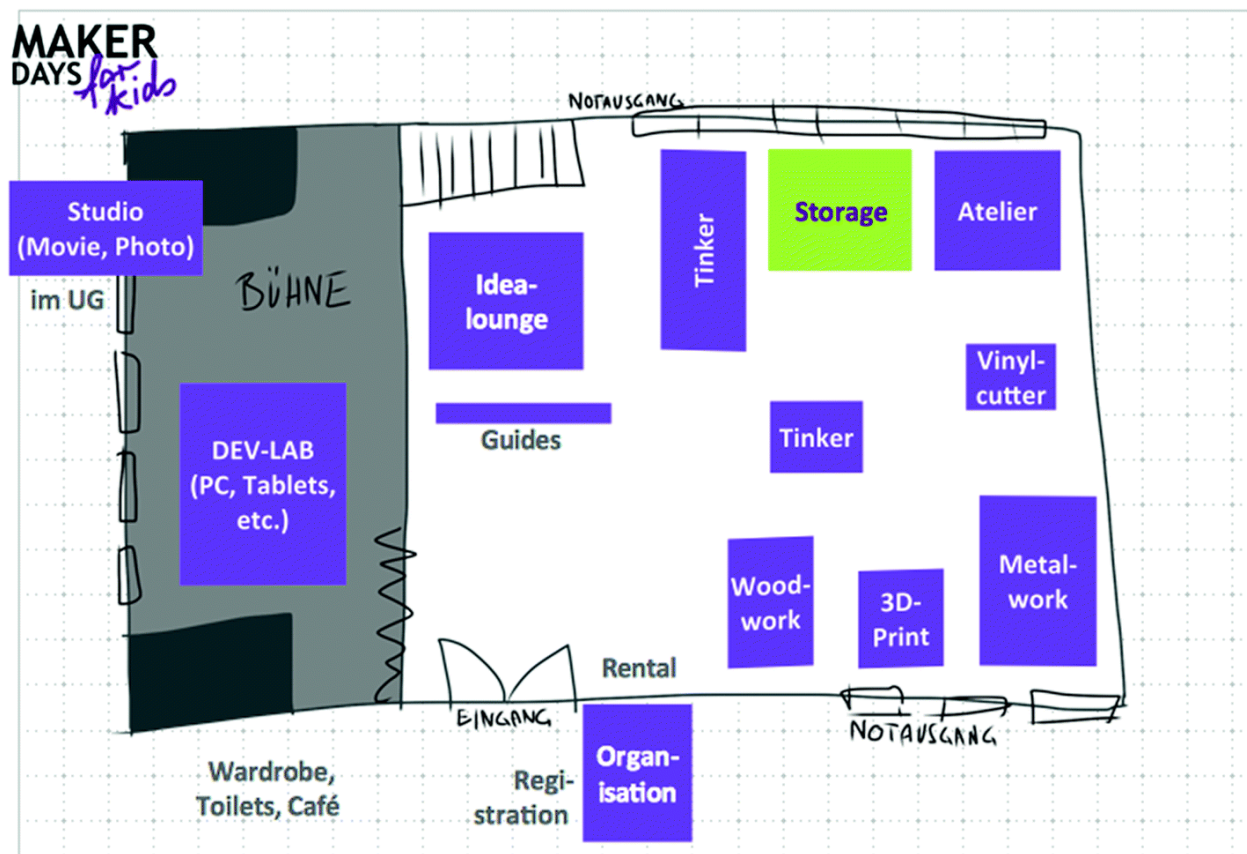 MAKER
DAYS for
kids
NOTAUSGANG
Studio
(Movie, Photo)
im UG
BÜHNE
Idea-
lounge
Tinker
Storage
Atelier
Vinyl-
cutter
Guides
Tinker
DEV-LAB
(PC, Tablets,
etc.)
Wood-
work
3D-
Print
Metal-
work
Rental
EINGANG
NOTAUSGANG
Wardrobe,
Toilets, Café
Regi-
stration
Organ-
isation